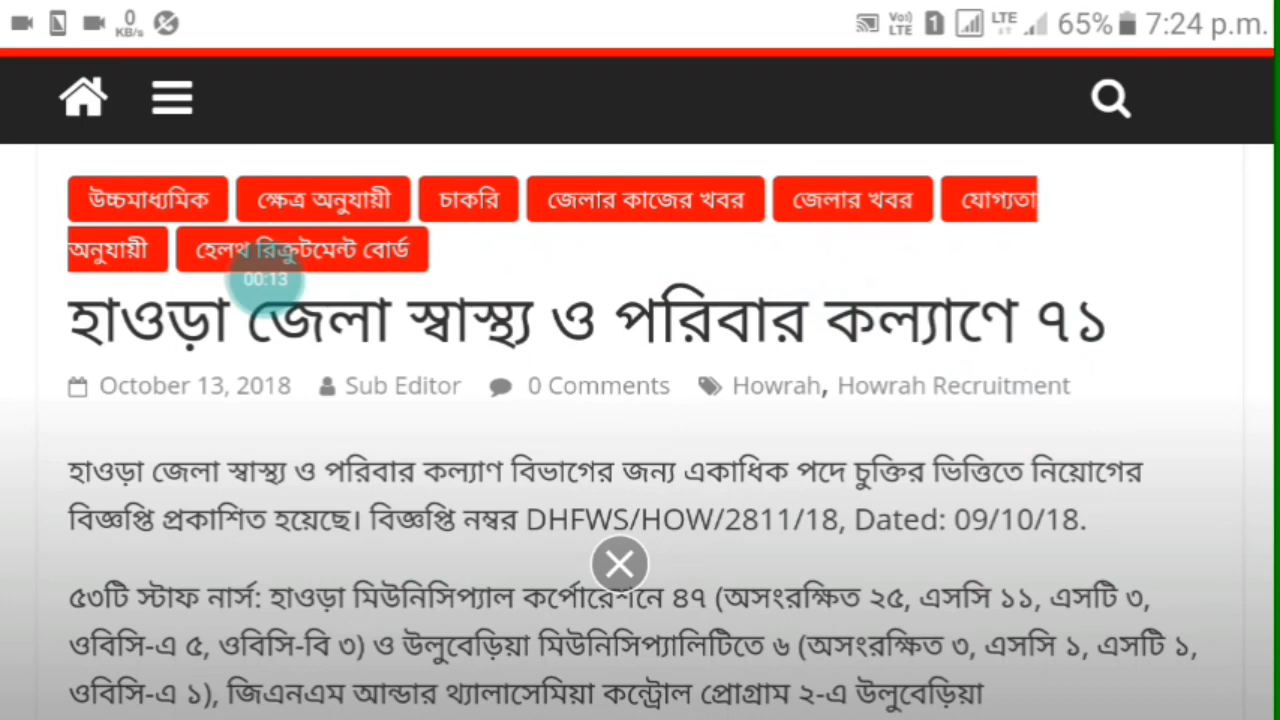 0
KB/s
Vo))
LTE
1
LTE
65%
7:24 p.m.
উচ্চমাধ্যমিক ক্ষেত্র অনুযায়ী চাকরি জেলার কাজের খবর জেলার খবর যোগ্যতা
অনুযায়ী হেলথ রিক্রুটমেন্ট বোর্ড
00:13
হাওড়া জেলা স্বাস্থ্য ও পরিবার কল্যাণে ৭১
October 13, 2018 Sub Editor 0 Comments Howrah, Howrah Recruitment
হাওড়া জেলা স্বাস্থ্য ও পরিবার কল্যাণ বিভাগের জন্য একাধিক পদে চুক্তির ভিত্তিতে নিয়োগের
বিজ্ঞপ্তি প্রকাশিত হয়েছে। বিজ্ঞপ্তি নম্বর DHFWS/HOW/2811/18, Dated: 09/10/18.
৫৩টি স্টাফ নার্স: হাওড়া মিউনিসিপ্যাল কর্পোরেশনে ৪৭ (অসংরক্ষিত ২৫, এসসি ১১, এসটি ৩,
ওবিসি-এ ৫, ওবিসি-বি ৩) ও উলুবেড়িয়া মিউনিসিপ্যালিটিতে ৬ (অসংরক্ষিত ৩, এসসি ১, এসটি ১,
ওবিসি-এ ১), জিএনএম আন্ডার থ্যালাসেমিয়া কন্ট্রোল প্রোগ্রাম ২-এ উলুবেড়িয়া